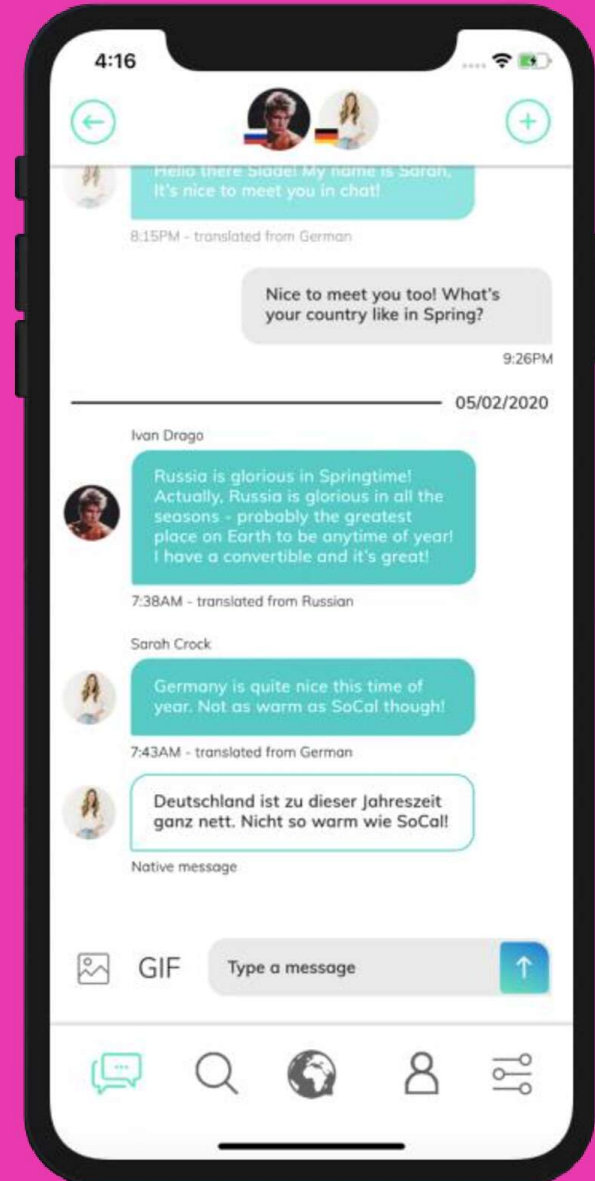 4:16
Hello there Slade! My name is Sarah,
It's nice to meet you in chat!
8:15PM - translated from German
Nice to meet you too! What's
your country like in Spring?
9:26PM
05/02/2020
Ivan Drago
Russia is glorious in Springtime!
Actually, Russia is glorious in all the
seasons - probably the greatest
place on Earth to be anytime of year!
I have a convertible and it's great!
7:38AM - translated from Russian
Sarah Crock
Germany is quite nice this time of
year. Not as warm as SoCal though!
7:43AM - translated from German
Deutschland ist zu dieser Jahreszeit
ganz nett. Nicht so warm wie SoCal!
Native message
GIF
Type a message